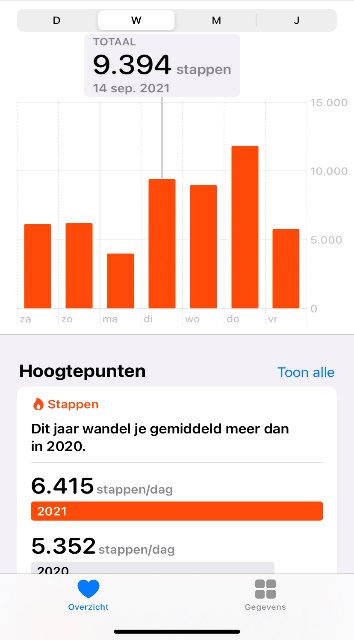 D W M J
TOTAAL
9.394 stappen
14 sep. 2021
15.000
10.000
5.000
0
za zo ma di wo do vr
Hoogtepunten Toon alle
Stappen
Dit jaar wandel je gemiddeld meer dan
in 2020.
6.415 stappen/dag
2021
5.352 stappen/dag
2020
Overzicht Gegevens